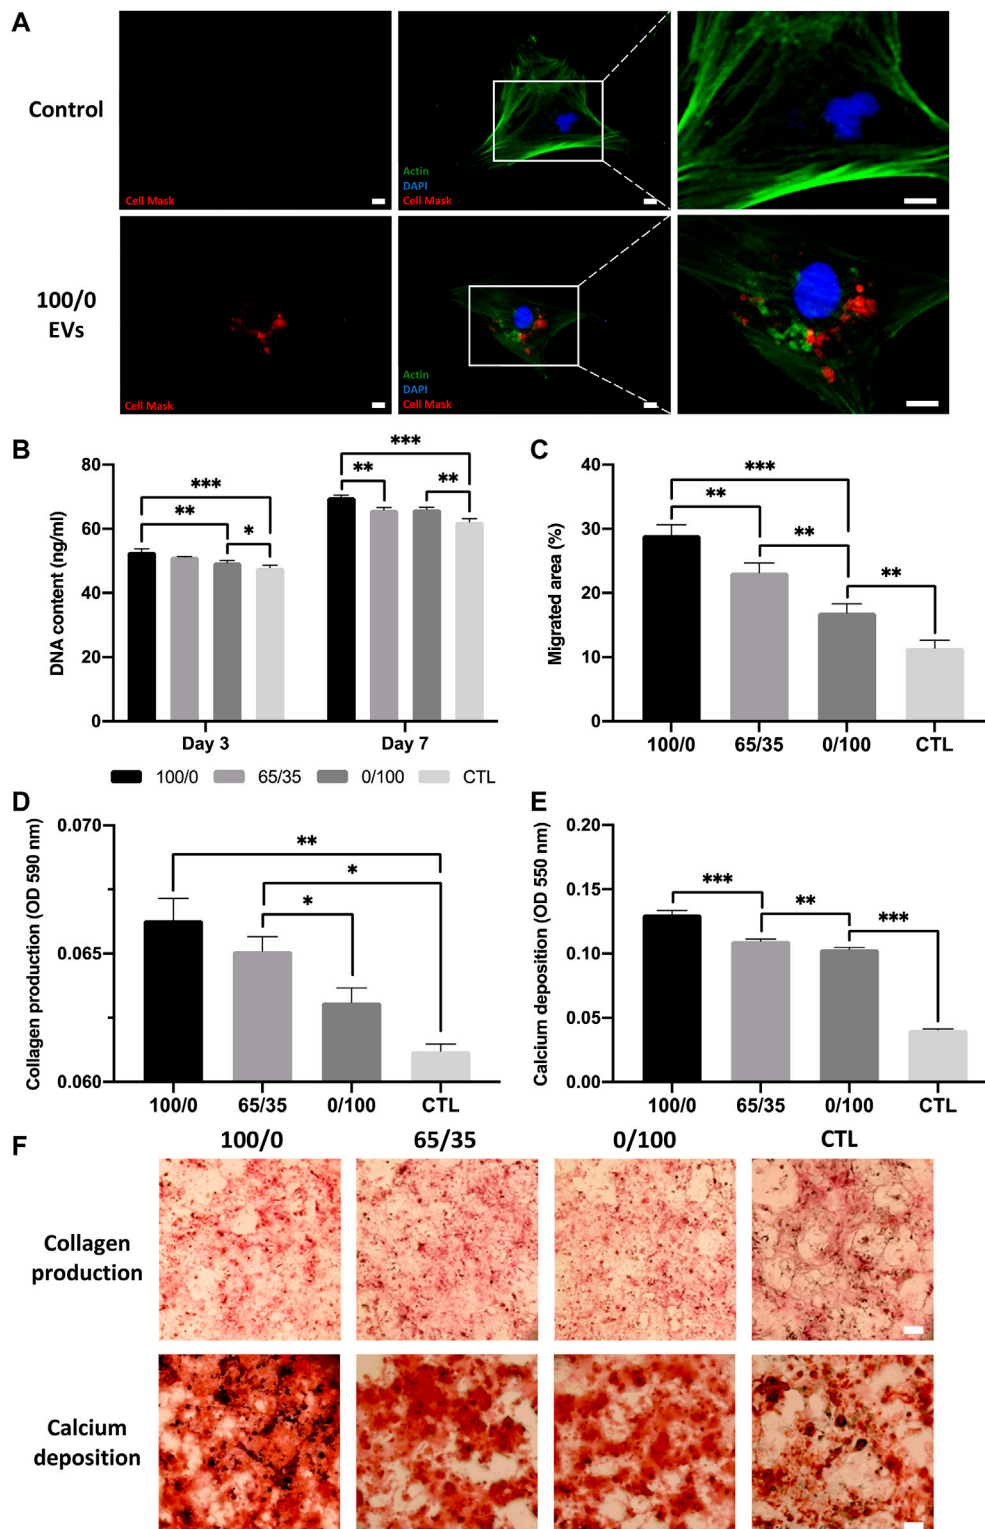 A
Control
Cell Mask
Actin
DAPI
Cell Mask
100/0
EVs
Cell Mask
Actin
DAPI
Cell Mask
B
DNA content (ng/ml)
80
60
40
20
0
***
**
*
***
**
**
Day 3
Day 7
100/0
65/35
0/100
CTL
C
Migrated area (%)
40
30
20
10
0
***
**
**
**
100/0
65/35
0/100
CTL
D
Collagen production (OD 590 nm)
0.070
0.065
0.060
**
*
*
100/0
65/35
0/100
CTL
E
Calcium deposition (OD 550 nm)
0.20
0.15
0.10
0.05
0.00
***
**
***
100/0
65/35
0/100
CTL
F
100/0
65/35
0/100
CTL
Collagen
production
Calcium
deposition